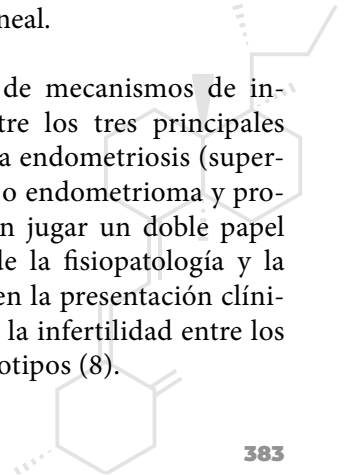 neal.
de mecanismos de in-
tre los tres principales
a endometriosis (super-
o endometrioma y pro-
n jugar un doble papel
de la fisiopatología y la
en la presentación clíni-
la infertilidad entre los
otipos (8).
383